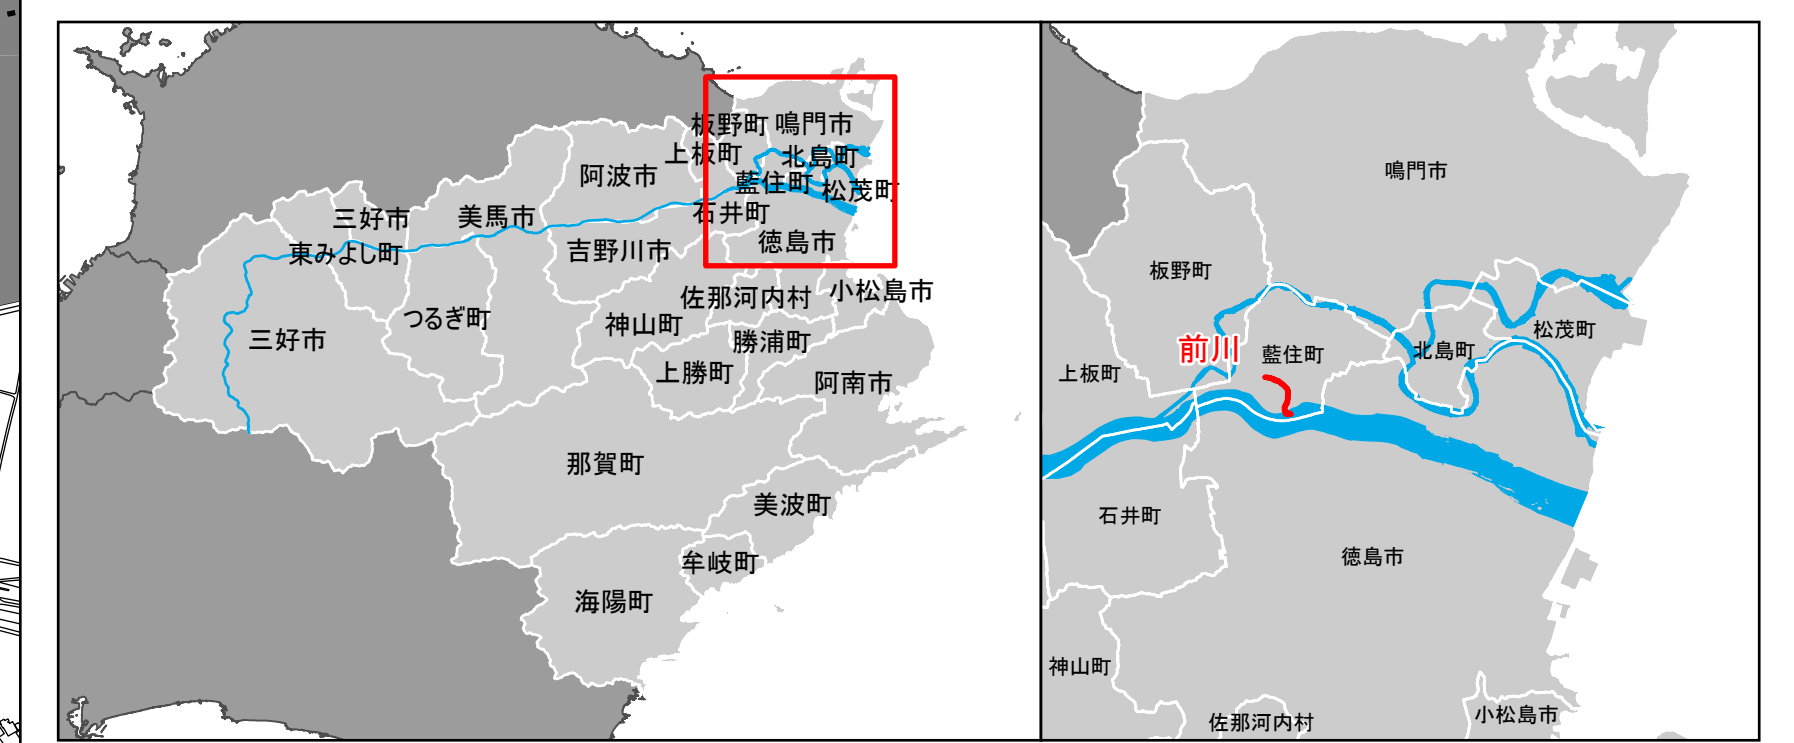 板野町
鳴門市
上板町
北島町
阿波市
藍住町
松茂町
三好市
美馬市
石井町
東みよし町
吉野川市
徳島市
佐那河内村
小松島市
つるぎ町
神山町
三好市
勝浦町
上勝町
阿南市
那賀町
美波町
牟岐町
海陽町
鳴門市
板野町
松茂町
前川
藍住町
北島町
上板町
石井町
徳島市
神山町
佐那河内村
小松島市